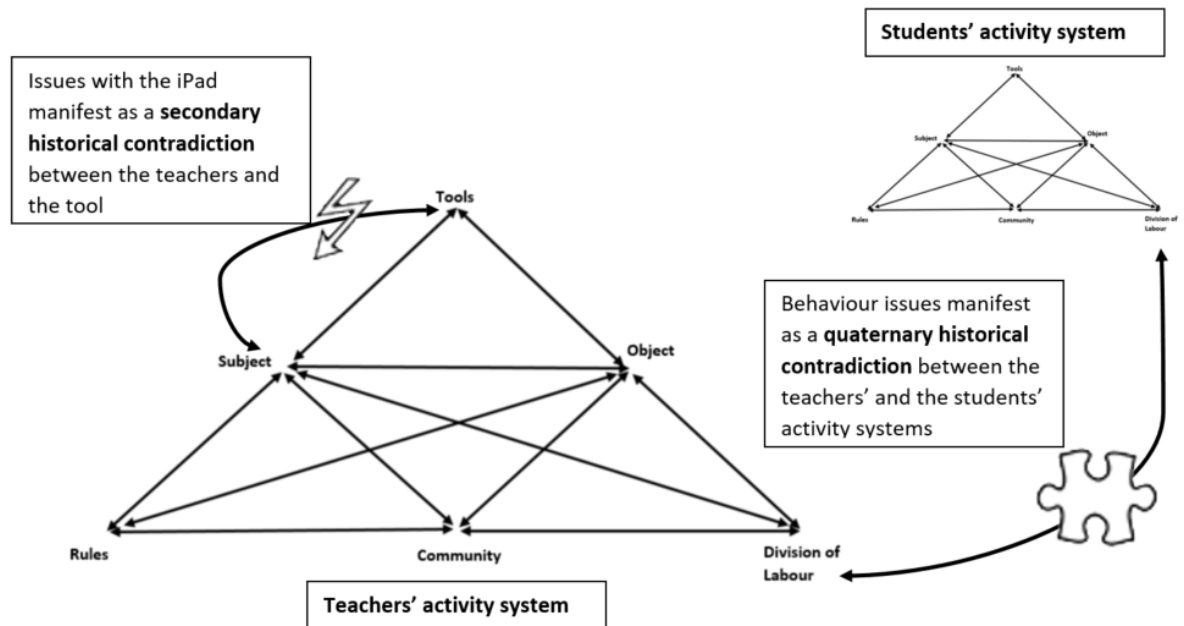 Students’ activity system
Tools
Subject
Object
Rules
Community
Division of
Labour
Issues with the iPad
manifest as a secondary
historical contradiction
between the teachers and
the tool
Tools
Subject
Object
Rules
Community
Division of
Labour
Behaviour issues manifest
as a quaternary historical
contradiction between the
teachers’ and the students’
activity systems
Teachers’ activity system